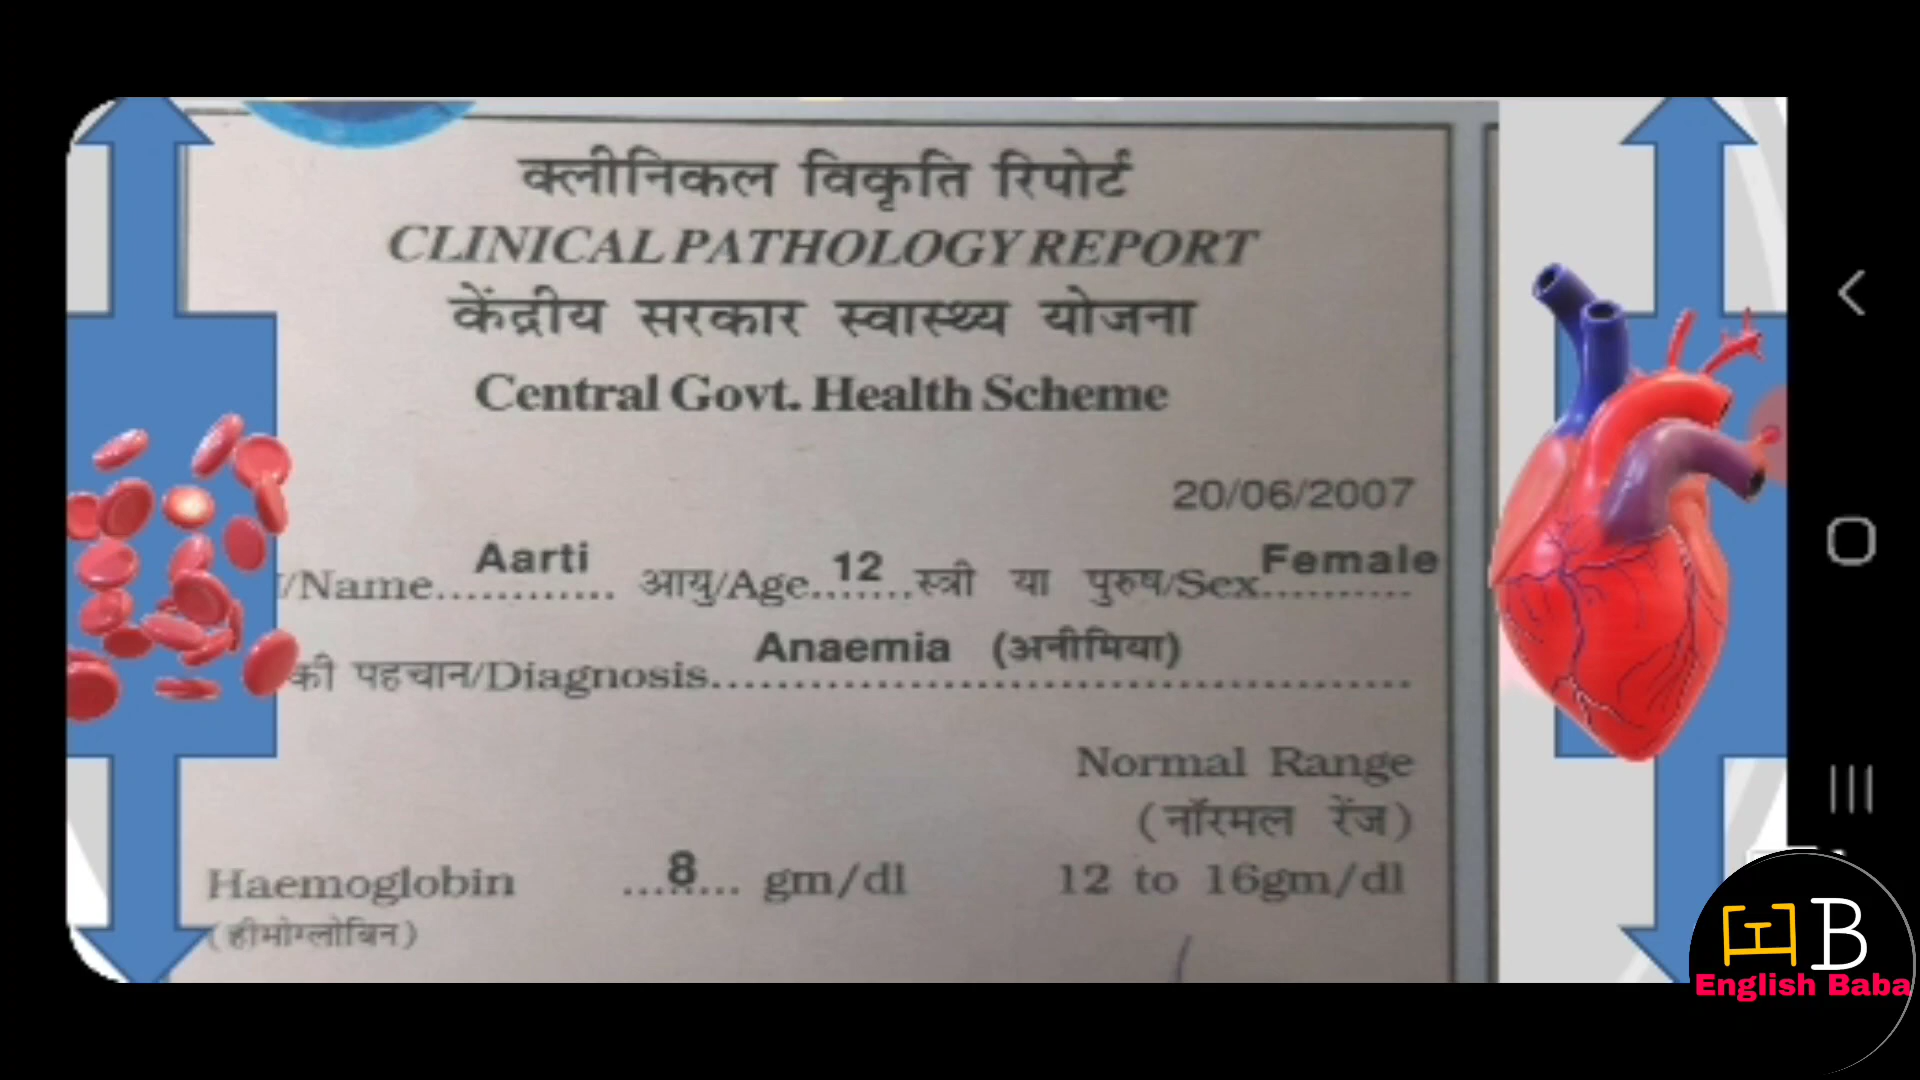 क्लीनिकल विकृति रिपोर्ट
CLINICAL PATHOLOGY REPORT
केंद्रीय सरकार स्वास्थ्य योजना
Central Govt. Health Scheme
20/06/2007
/Name............. Aarti आयु/Age....... 12 स्त्री या पुरुष/Sex.......... Female
की पहचान/Diagnosis.......................................... Anaemia (अनीमिया)
Normal Range
(नॉरमल रेंज)
Haemoglobin ....8.... gm/dl 12 to 16gm/dl
(हीमोग्लोबिन)
B
English Baba